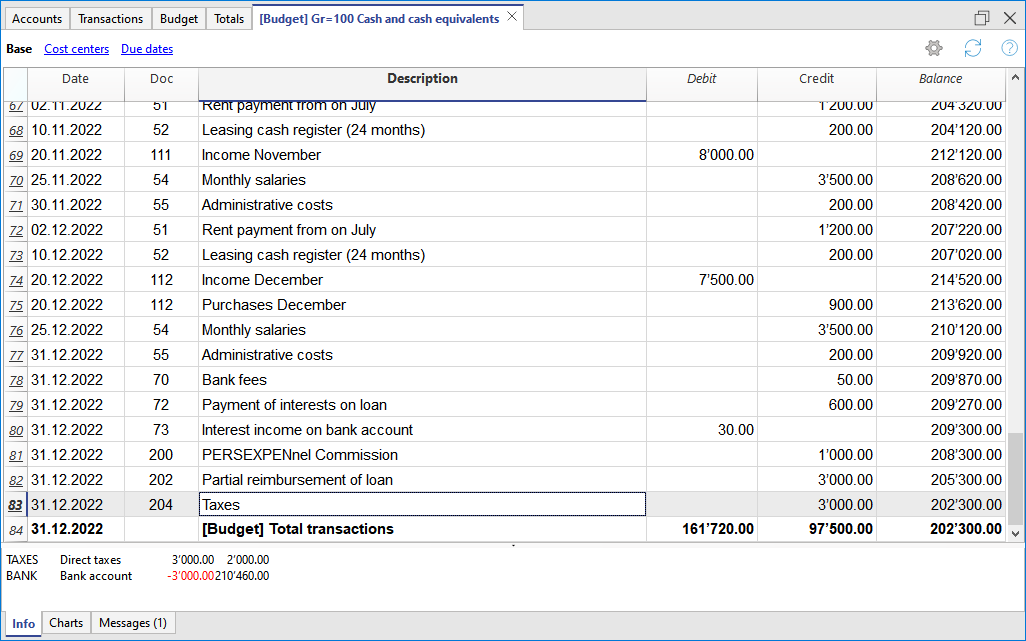 Accounts Transactions Budget Totals [Budget] Gr=100 Cash and cash equivalents
Base Cost centers Due dates
Date Doc Description Debit Credit Balance
67 02.11.2022 51 Rent payment from on July 1'200.00 204'320.00
68 10.11.2022 52 Leasing cash register (24 months) 200.00 204'120.00
69 20.11.2022 111 Income November 8'000.00 212'120.00
70 25.11.2022 54 Monthly salaries 3'500.00 208'620.00
71 30.11.2022 55 Administrative costs 200.00 208'420.00
72 02.12.2022 51 Rent payment from on July 1'200.00 207'220.00
73 10.12.2022 52 Leasing cash register (24 months) 200.00 207'020.00
74 20.12.2022 112 Income December 7'500.00 214'520.00
75 20.12.2022 112 Purchases December 900.00 213'620.00
76 25.12.2022 54 Monthly salaries 3'500.00 210'120.00
77 31.12.2022 55 Administrative costs 200.00 209'920.00
78 31.12.2022 70 Bank fees 50.00 209'870.00
79 31.12.2022 72 Payment of interests on loan 600.00 209'270.00
80 31.12.2022 73 Interest income on bank account 30.00 209'300.00
81 31.12.2022 200 PERSEXPENnel Commission 1'000.00 208'300.00
82 31.12.2022 202 Partial reimbursement of loan 3'000.00 205'300.00
83 31.12.2022 204 Taxes 3'000.00 202'300.00
84 31.12.2022 [Budget] Total transactions 161'720.00 97'500.00 202'300.00
TAXES Direct taxes 3'000.00 2'000.00
BANK Bank account -3'000.00 210'460.00
Info Charts Messages (1)